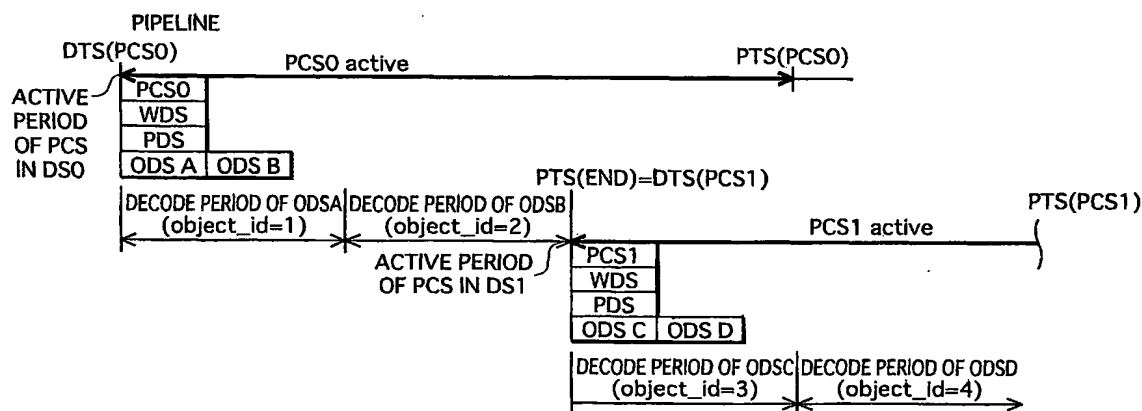 PIPELINE
DTS(PCS0)
PCS0 active
PTS(PCS0)
ACTIVE
PERIOD
OF PCS
IN DS0
PCS0
WDS
PDS
ODS A
ODS B
PTS(END)=DTS(PCS1)
DECODE PERIOD OF ODSA
(object_id=1)
DECODE PERIOD OF ODSB
(object_id=2)
PTS(PCS1)
PCS1 active
ACTIVE PERIOD
OF PCS IN DS1
PCS1
WDS
PDS
ODS C
ODS D
DECODE PERIOD OF ODSC
(object_id=3)
DECODE PERIOD OF ODSD
(object_id=4)